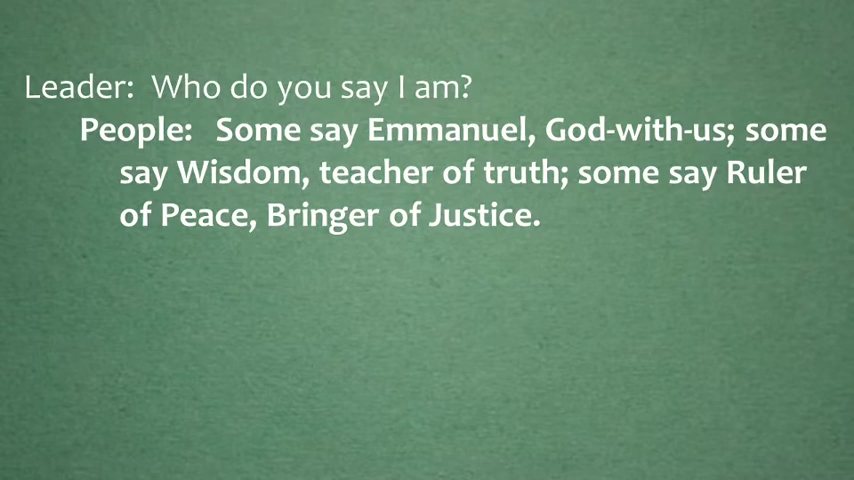 Leader:  Who do you say I am?
People:  Some say Emmanuel, God-with-us; some
say Wisdom, teacher of truth; some say Ruler
of Peace, Bringer of Justice.